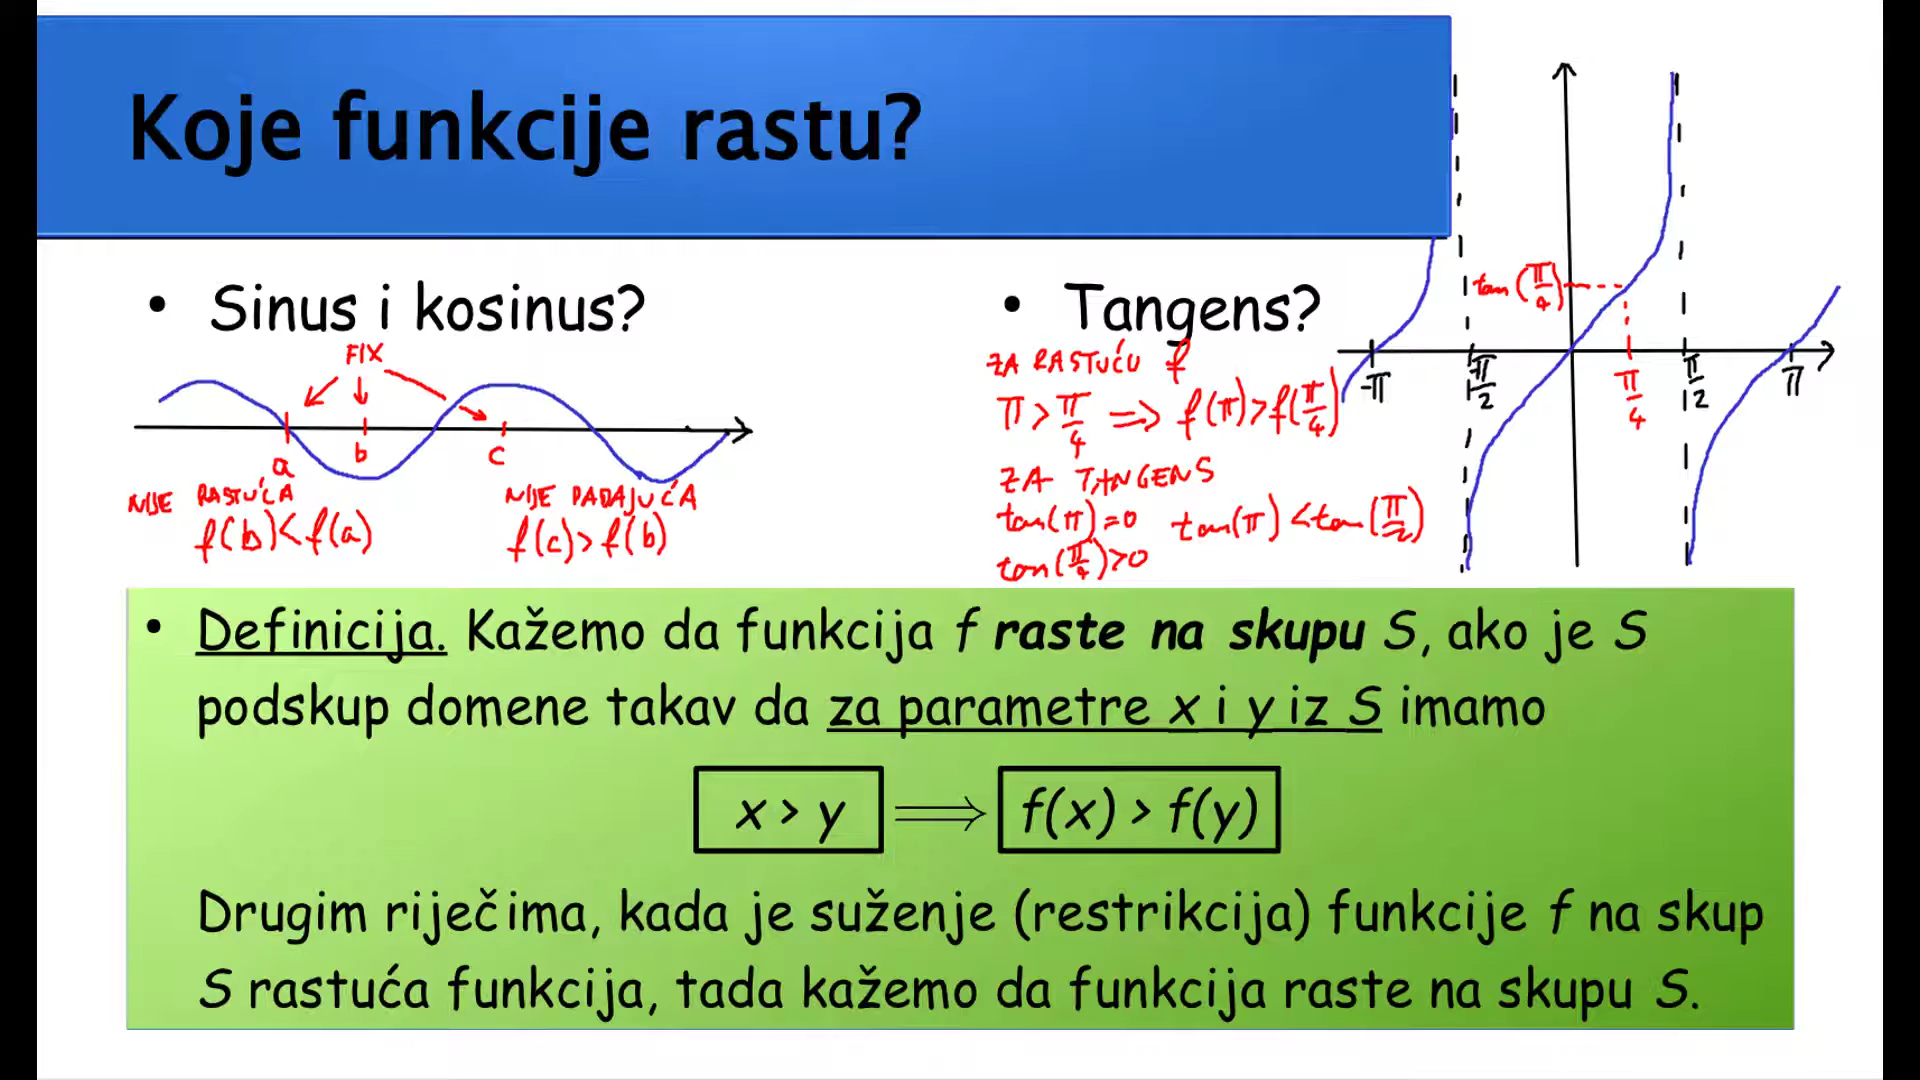 Koje funkcije rastu?
• Sinus i kosinus?
FIX
a b c
NIJE RASTUĆA
f(b)<f(a)
NIJE PADAJUĆA
f(c)>f(b)
• Tangens?
ZA RASTUĆU f
π>π/4 ⟹ f(π)>f(π/4)
ZA TANGENS
tan(π)=0 tan(π)<tan(π/2)
tan(π/4)>0
tan(π/4)
-π -π/2 π/4 π/2 π
• Definicija. Kažemo da funkcija f raste na skupu S, ako je S
podskup domene takav da za parametre x i y iz S imamo
x > y ⟹ f(x) > f(y)
Drugim riječima, kada je suženje (restrikcija) funkcije f na skup
S rastuća funkcija, tada kažemo da funkcija raste na skupu S.